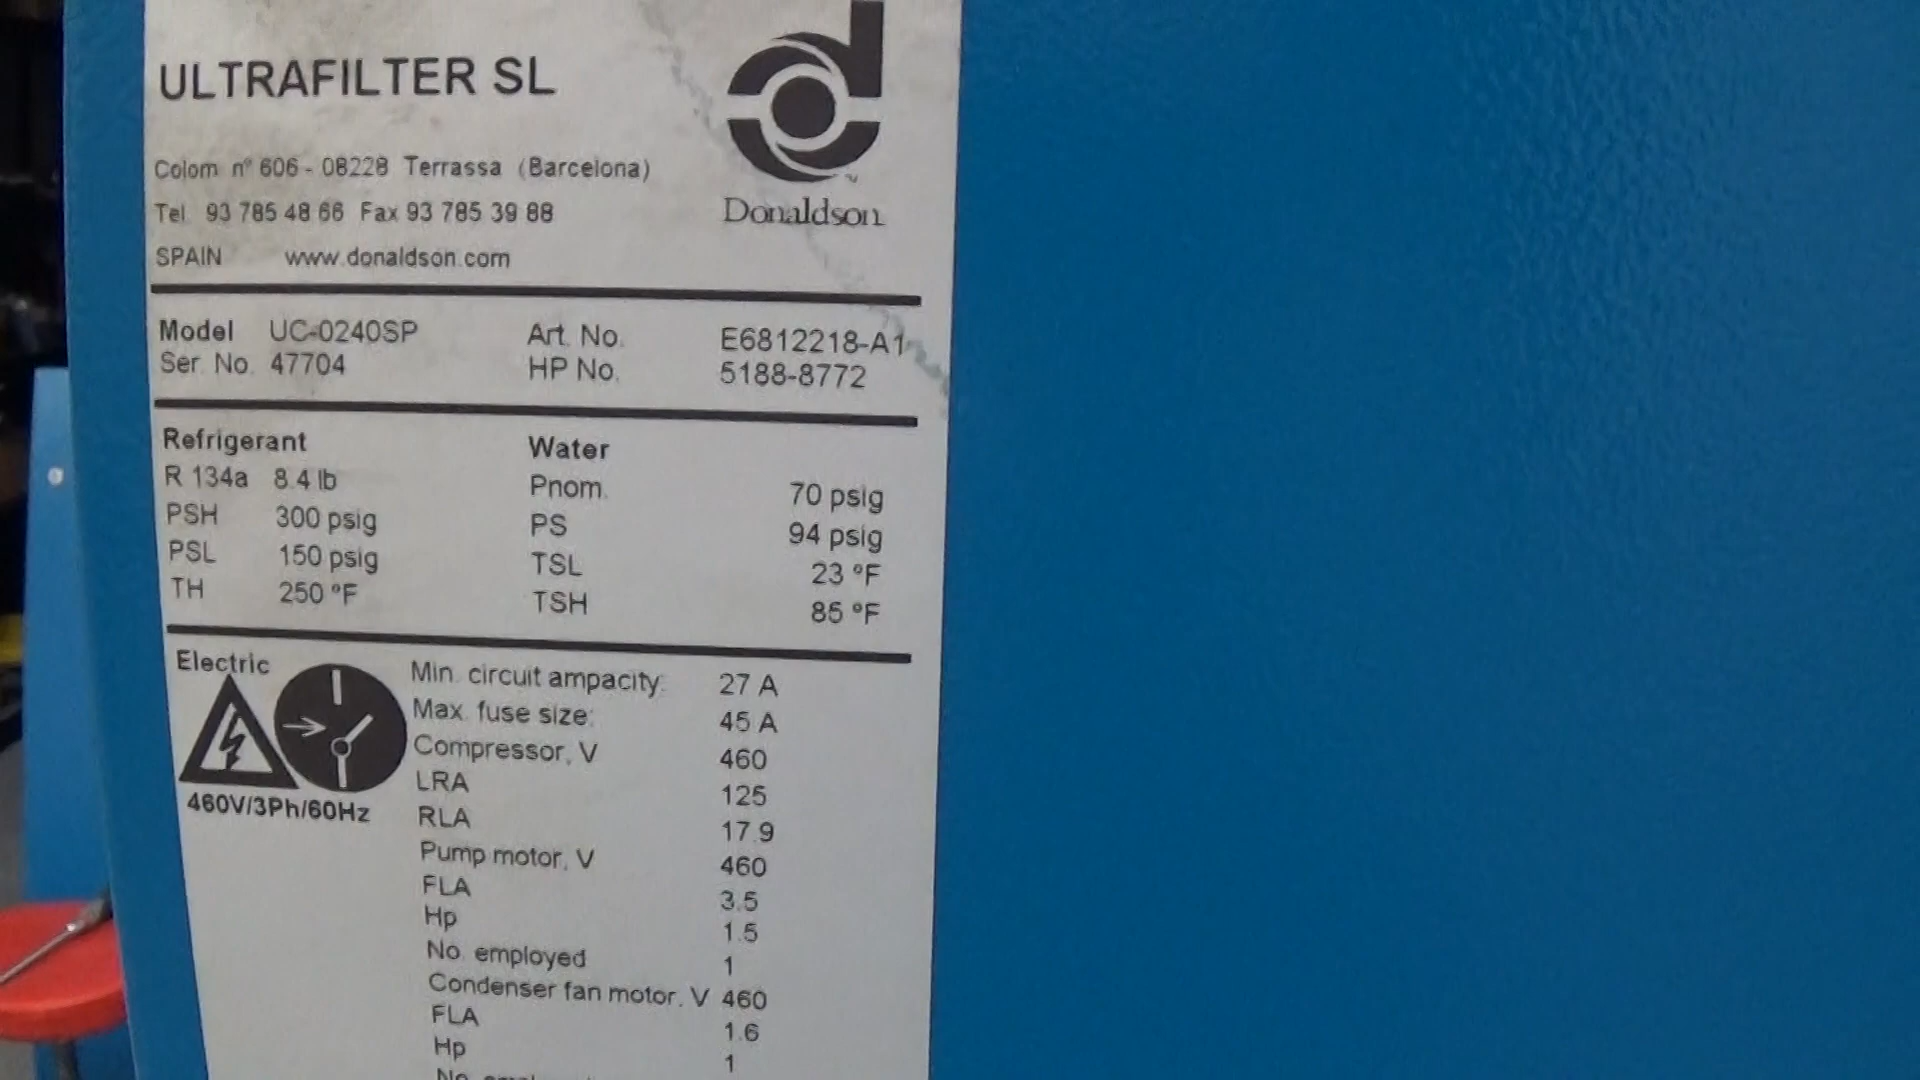 ULTRAFILTER SL
Colom nº 606 - 08228 Terrassa (Barcelona)
Tel. 93 785 48 66 Fax 93 785 39 88
SPAIN www.donaldson.com
Donaldson
Model UC-0240SP Art. No. E6812218-A1
Ser. No. 47704 HP No. 5188-8772
Refrigerant Water
R 134a 8.4 lb Pnom. 70 psig
PSH 300 psig PS 94 psig
PSL 150 psig TSL 23 ºF
TH 250 ºF TSH 85 ºF
Electric
460V/3Ph/60Hz
Min. circuit ampacity: 27 A
Max. fuse size: 45 A
Compressor, V 460
LRA 125
RLA 17.9
Pump motor, V 460
FLA 3.5
Hp 1.5
No. employed 1
Condenser fan motor, V 460
FLA 1.6
Hp 1
No.